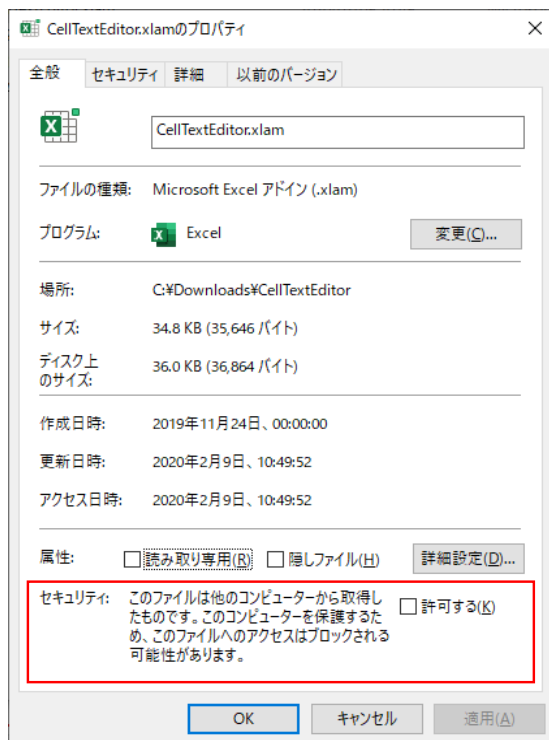 CellTextEditor.xlamのプロパティ
全般 セキュリティ 詳細 以前のバージョン
CellTextEditor.xlam
ファイルの種類: Microsoft Excel アドイン (.xlam)
プログラム: Excel 変更(C)...
場所: C:¥Downloads¥CellTextEditor
サイズ: 34.8 KB (35,646 バイト)
ディスク上
のサイズ: 36.0 KB (36,864 バイト)
作成日時: 2019年11月24日、00:00:00
更新日時: 2020年2月9日、10:49:52
アクセス日時: 2020年2月9日、10:49:52
属性: 読み取り専用(R) 隠しファイル(H) 詳細設定(D)...
セキュリティ: このファイルは他のコンピューターから取得し
たものです。このコンピューターを保護するた 許可する(K)
め、このファイルへのアクセスはブロックされる
可能性があります。
OK キャンセル 適用(A)